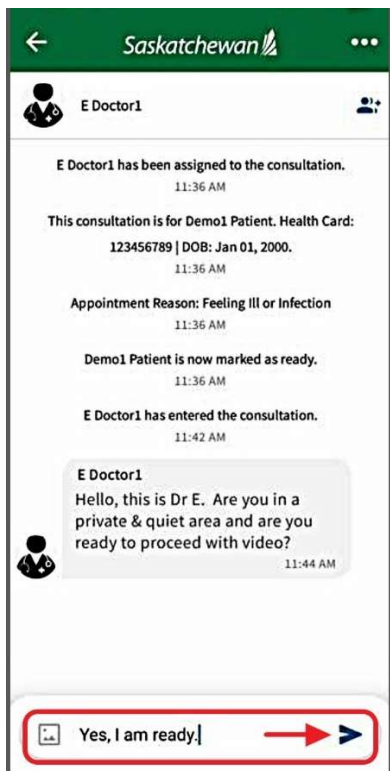 Saskatchewan
E Doctor1
E Doctor1 has been assigned to the consultation.
11:36 AM
This consultation is for Demo1 Patient. Health Card:
123456789 | DOB: Jan 01, 2000.
11:36 AM
Appointment Reason: Feeling Ill or Infection
11:36 AM
Demo1 Patient is now marked as ready.
11:36 AM
E Doctor1 has entered the consultation.
11:42 AM
E Doctor1
Hello, this is Dr E. Are you in a
private & quiet area and are you
ready to proceed with video?
11:44 AM
Yes, I am ready.